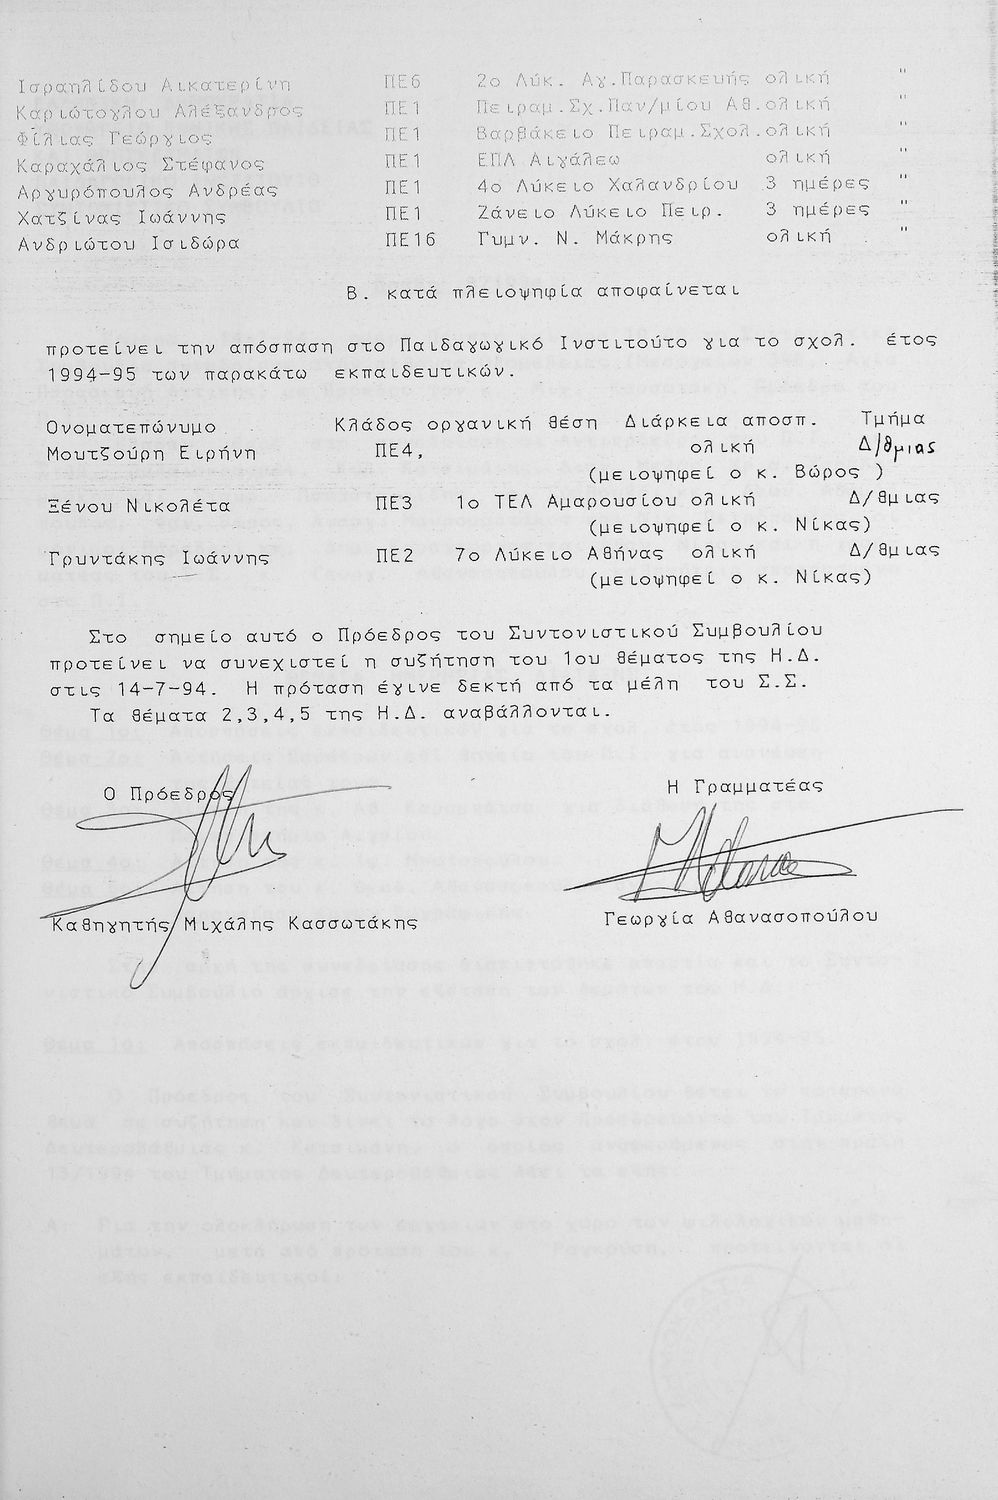 Ισραηλίδου Αικατερίνη ΠΕ6 2ο Λύκ. Αγ.Παρασκευής ολική "
Καριώτογλου Αλέξανδρος ΠΕ1 Πειραμ.Σχ.Παν/μίου Αθ.ολική "
Φίλιας Γεώργιος ΠΕ1 Βαρβάκειο Πειραμ.Σχολ.ολική "
Καραχάλιος Στέφανος ΠΕ1 ΕΠΛ Αιγάλεω ολική "
Αργυρόπουλος Ανδρέας ΠΕ1 4ο Λύκειο Χαλανδρίου 3 ημέρες "
Χατζίνας Ιωάννης ΠΕ1 Ζάνειο Λύκειο Πειρ. 3 ημέρες "
Ανδριώτου Ισιδώρα ΠΕ16 Γυμν. Ν. Μάκρης ολική "
Β. κατά πλειοψηφία αποφαίνεται
προτείνει την απόσπαση στο Παιδαγωγικό Ινστιτούτο για το σχολ. έτος
1994-95 των παρακάτω εκπαιδευτικών.
Ονοματεπώνυμο Κλάδος οργανική θέση Διάρκεια αποσπ. Τμήμα
Μουτζούρη Ειρήνη ΠΕ4, ολική Δ/θμιας
(μειοψηφεί ο κ. Βώρος )
Ξένου Νικολέτα ΠΕ3 1ο ΤΕΛ Αμαρουσίου ολική Δ/θμιας
(μειοψηφεί ο κ. Νίκας)
Γρυντάκης Ιωάννης ΠΕ2 7ο Λύκειο Αθήνας ολική Δ/θμιας
(μειοψηφεί ο κ. Νίκας)
Στο σημείο αυτό ο Πρόεδρος του Συντονιστικού Συμβουλίου
προτείνει να συνεχιστεί η συζήτηση του 1ου θέματος της Η.Δ.
στις 14-7-94. Η πρόταση έγινε δεκτή από τα μέλη του Σ.Σ.
Τα θέματα 2,3,4,5 της Η.Δ. αναβάλλονται.
Ο Πρόεδρος Η Γραμματέας
Καθηγητής Μιχάλης Κασσωτάκης Γεωργία Αθανασοπούλου